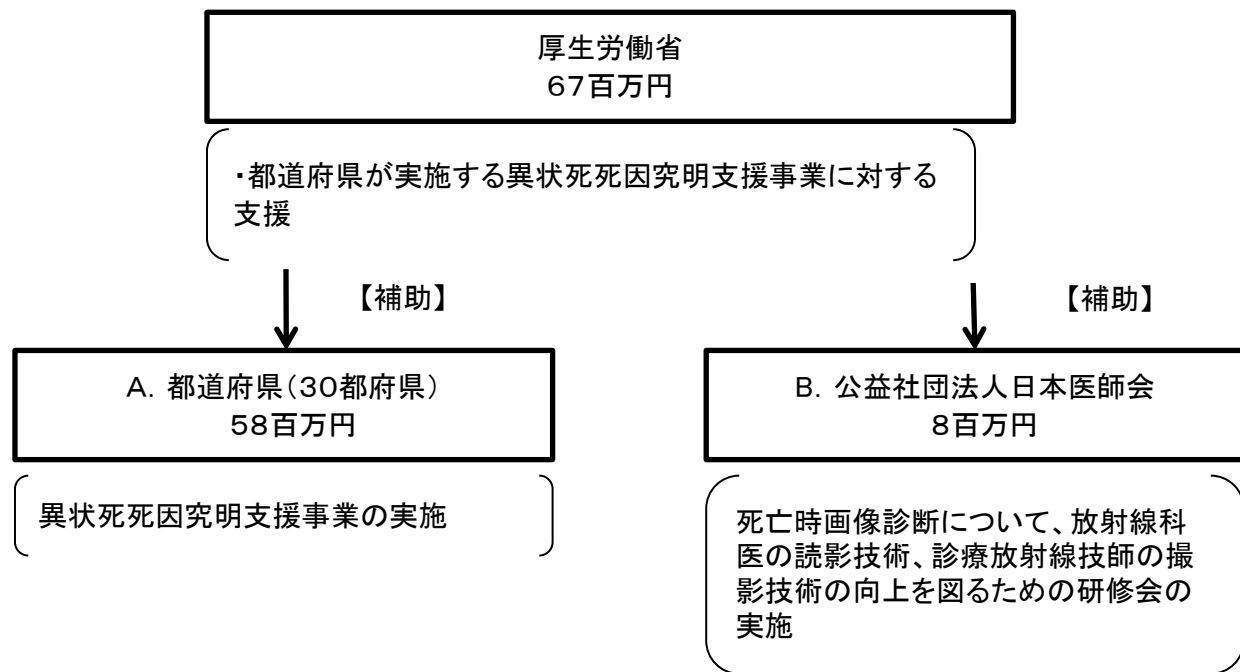 厚生労働省
67百万円
・都道府県が実施する異状死死因究明支援事業に対する
支援
【補助】
【補助】
A. 都道府県（30都府県）
58百万円
B. 公益社団法人日本医師会
8百万円
異状死死因究明支援事業の実施
死亡時画像診断について、放射線科
医の読影技術、診療放射線技師の撮
影技術の向上を図るための研修会の
実施